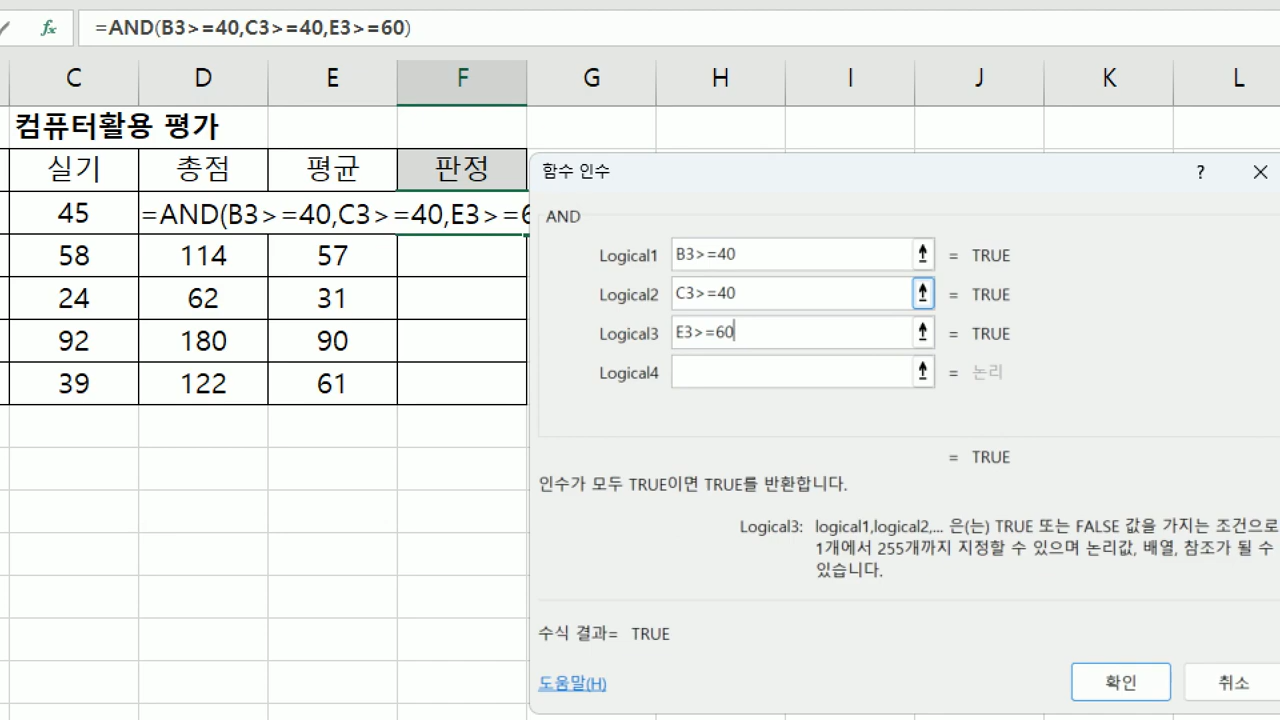 fx =AND(B3>=40,C3>=40,E3>=60)
C D E F G H I J K L
컴퓨터활용 평가
실기 총점 평균 판정
45 =AND(B3>=40,C3>=40,E3>=6
58 114 57
24 62 31
92 180 90
39 122 61
함수 인수 ?
AND
Logical1 B3>=40 = TRUE
Logical2 C3>=40 = TRUE
Logical3 E3>=60 = TRUE
Logical4 = 논리
= TRUE
인수가 모두 TRUE이면 TRUE를 반환합니다.
Logical3: logical1,logical2,... 은(는) TRUE 또는 FALSE 값을 가지는 조건으로
1개에서 255개까지 지정할 수 있으며 논리값, 배열, 참조가 될 수
있습니다.
수식 결과= TRUE
도움말(H) 확인 취소